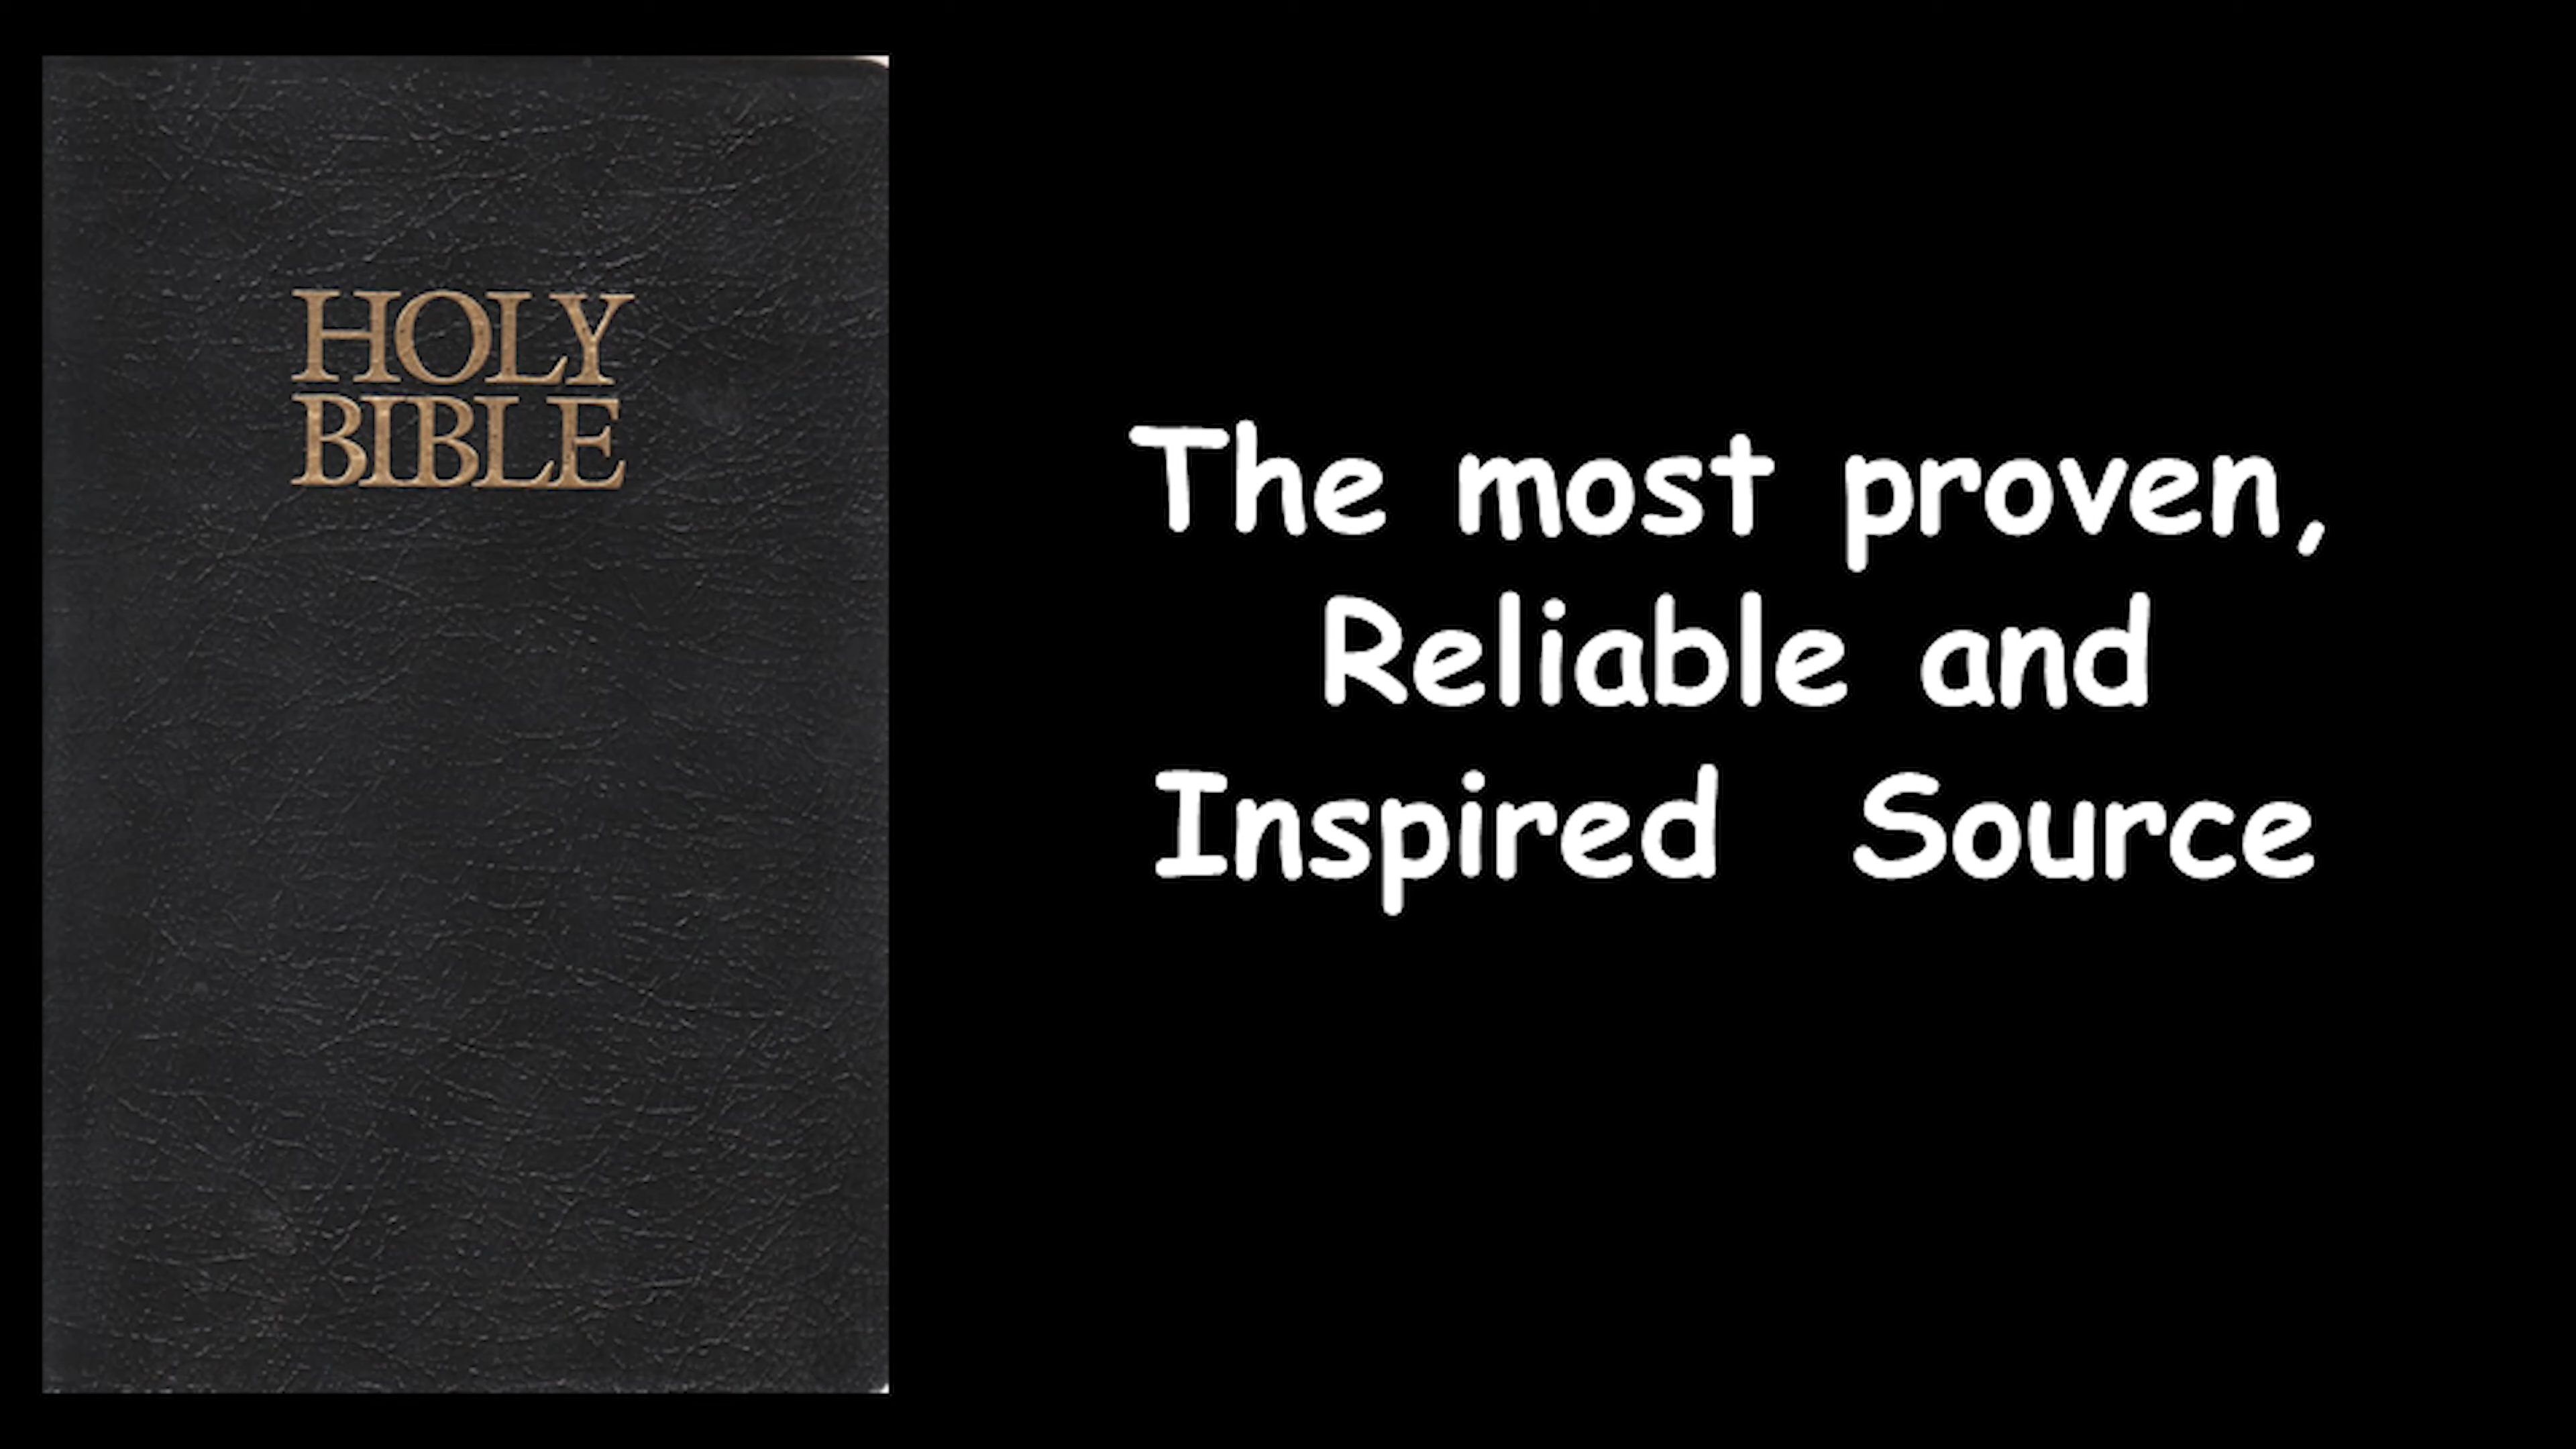 HOLY
BIBLE
The most proven,
Reliable and
Inspired Source